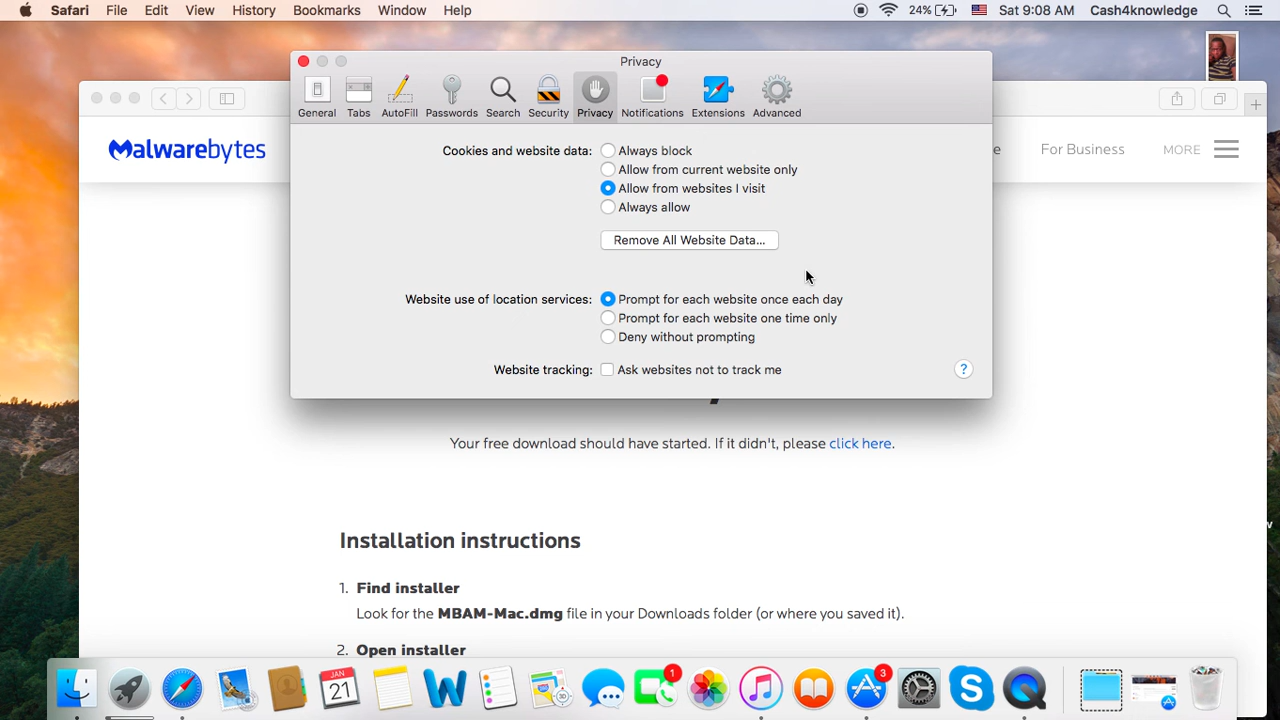 Safari File Edit View History Bookmarks Window Help 24% Sat 9:08 AM Cash4knowledge
Privacy
General Tabs AutoFill Passwords Search Security Privacy Notifications Extensions Advanced
Malwarebytes
For Business MORE
Cookies and website data: Always block
Allow from current website only
Allow from websites I visit
Always allow
Remove All Website Data...
Website use of location services: Prompt for each website once each day
Prompt for each website one time only
Deny without prompting
Website tracking: Ask websites not to track me ?
Your free download should have started. If it didn't, please click here.
Installation instructions
1. Find installer
Look for the MBAM-Mac.dmg file in your Downloads folder (or where you saved it).
2. Open installer
JAN
21
1
3